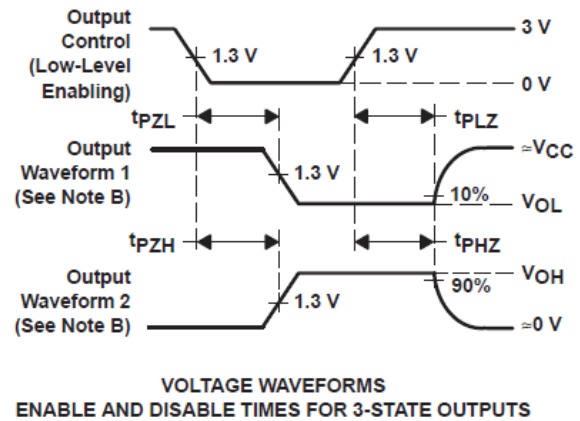 Output
Control
(Low-Level
Enabling)
1.3 V
1.3 V
3 V
0 V
tPZL
tPLZ
Output
Waveform 1
(See Note B)
1.3 V
10%
≈VCC
VOL
tPZH
tPHZ
Output
Waveform 2
(See Note B)
1.3 V
90%
VOH
≈0 V
VOLTAGE WAVEFORMS
ENABLE AND DISABLE TIMES FOR 3-STATE OUTPUTS